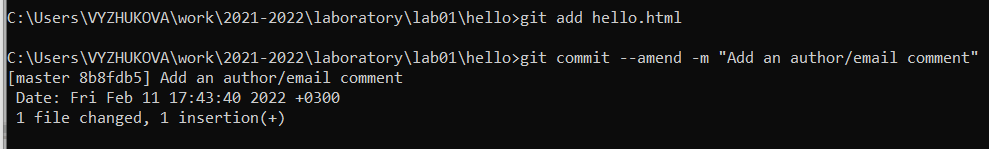 C:\Users\VYZHUKOVA\work\2021-2022\laboratory\lab01\hello>git add hello.html
C:\Users\VYZHUKOVA\work\2021-2022\laboratory\lab01\hello>git commit --amend -m "Add an author/email comment"
[master 8b8fdb5] Add an author/email comment
 Date: Fri Feb 11 17:43:40 2022 +0300
 1 file changed, 1 insertion(+)